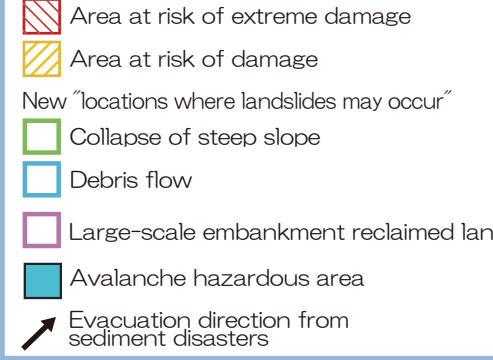 Area at risk of extreme damage
Area at risk of damage
New "locations where landslides may occur"
Collapse of steep slope
Debris flow
Large-scale embankment reclaimed lan
Avalanche hazardous area
Evacuation direction from
sediment disasters